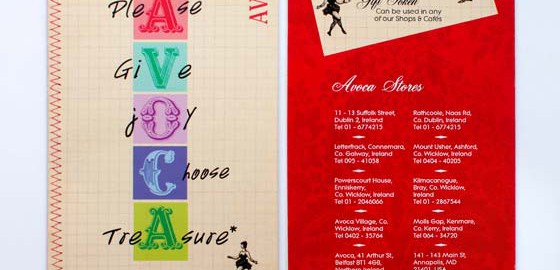 PleAse
GiVe
jOy
Choose
TreAsure*
AV
Gift Token
Can be used in any
of our Shops & Cafés
Avoca Stores
11 - 13 Suffolk Street,
Dublin 2, Ireland
Tel 01 - 6774215
Letterfrack, Connemara,
Co. Galway, Ireland
Tel 095 - 41058
Powerscourt House,
Enniskerry,
Co. Wicklow, Ireland
Tel 01 - 2046066
Avoca Village, Co.
Wicklow, Ireland
Tel 0402 - 35764
Avoca, 41 Arthur St,
Belfast BT1 4GB,
Northern Ireland
Rathcoole, Naas Rd,
Co. Dublin, Ireland
Tel 01 - 6774215
Mount Usher, Ashford,
Co. Wicklow, Ireland
Tel 0404 - 40205
Kilmacanogue,
Bray, Co. Wicklow,
Ireland
Tel 01 - 2867544
Molls Gap, Kenmare,
Co. Kerry, Ireland
Tel 064 - 34720
141 - 143 Main St,
Annapolis, MD
21401, USA